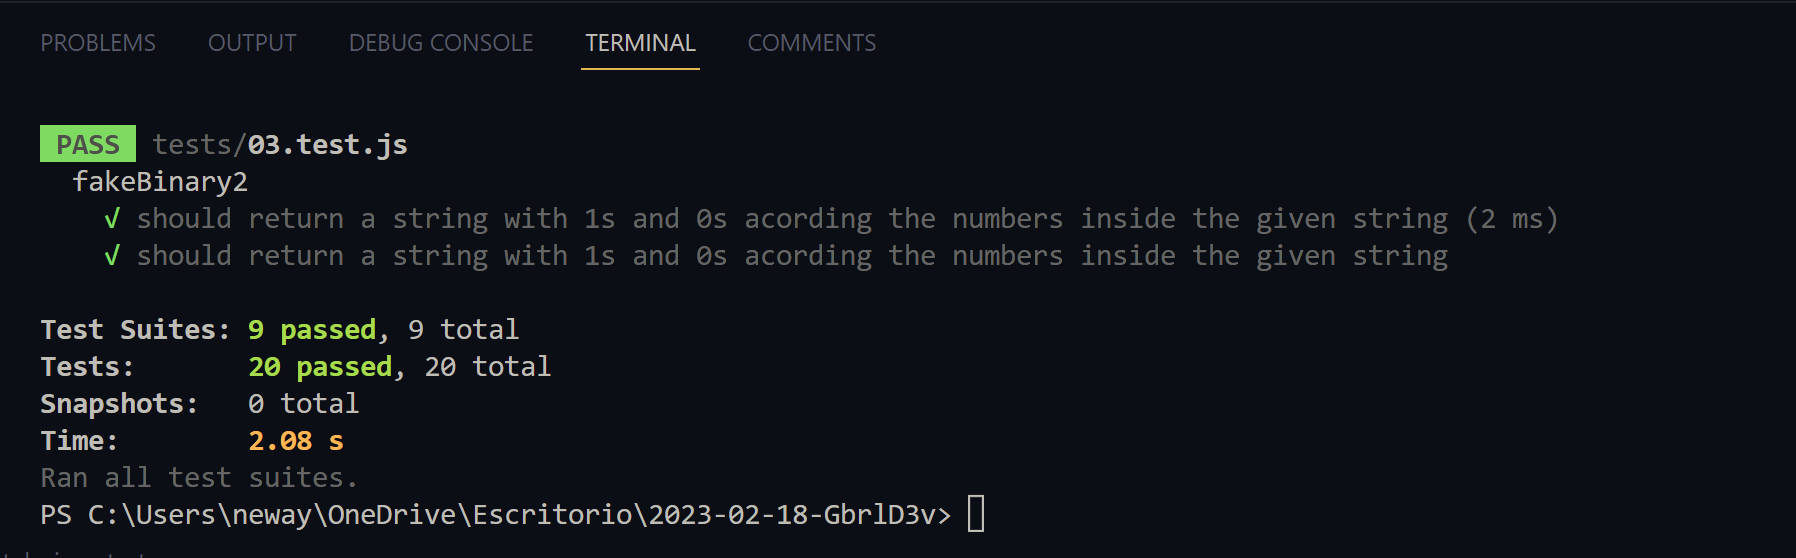 PROBLEMS OUTPUT DEBUG CONSOLE TERMINAL COMMENTS
PASS tests/03.test.js
fakeBinary2
√ should return a string with 1s and 0s acording the numbers inside the given string (2 ms)
√ should return a string with 1s and 0s acording the numbers inside the given string
Test Suites: 9 passed, 9 total
Tests: 20 passed, 20 total
Snapshots: 0 total
Time: 2.08 s
Ran all test suites.
PS C:\Users\neway\OneDrive\Escritorio\2023-02-18-GbrlD3v>